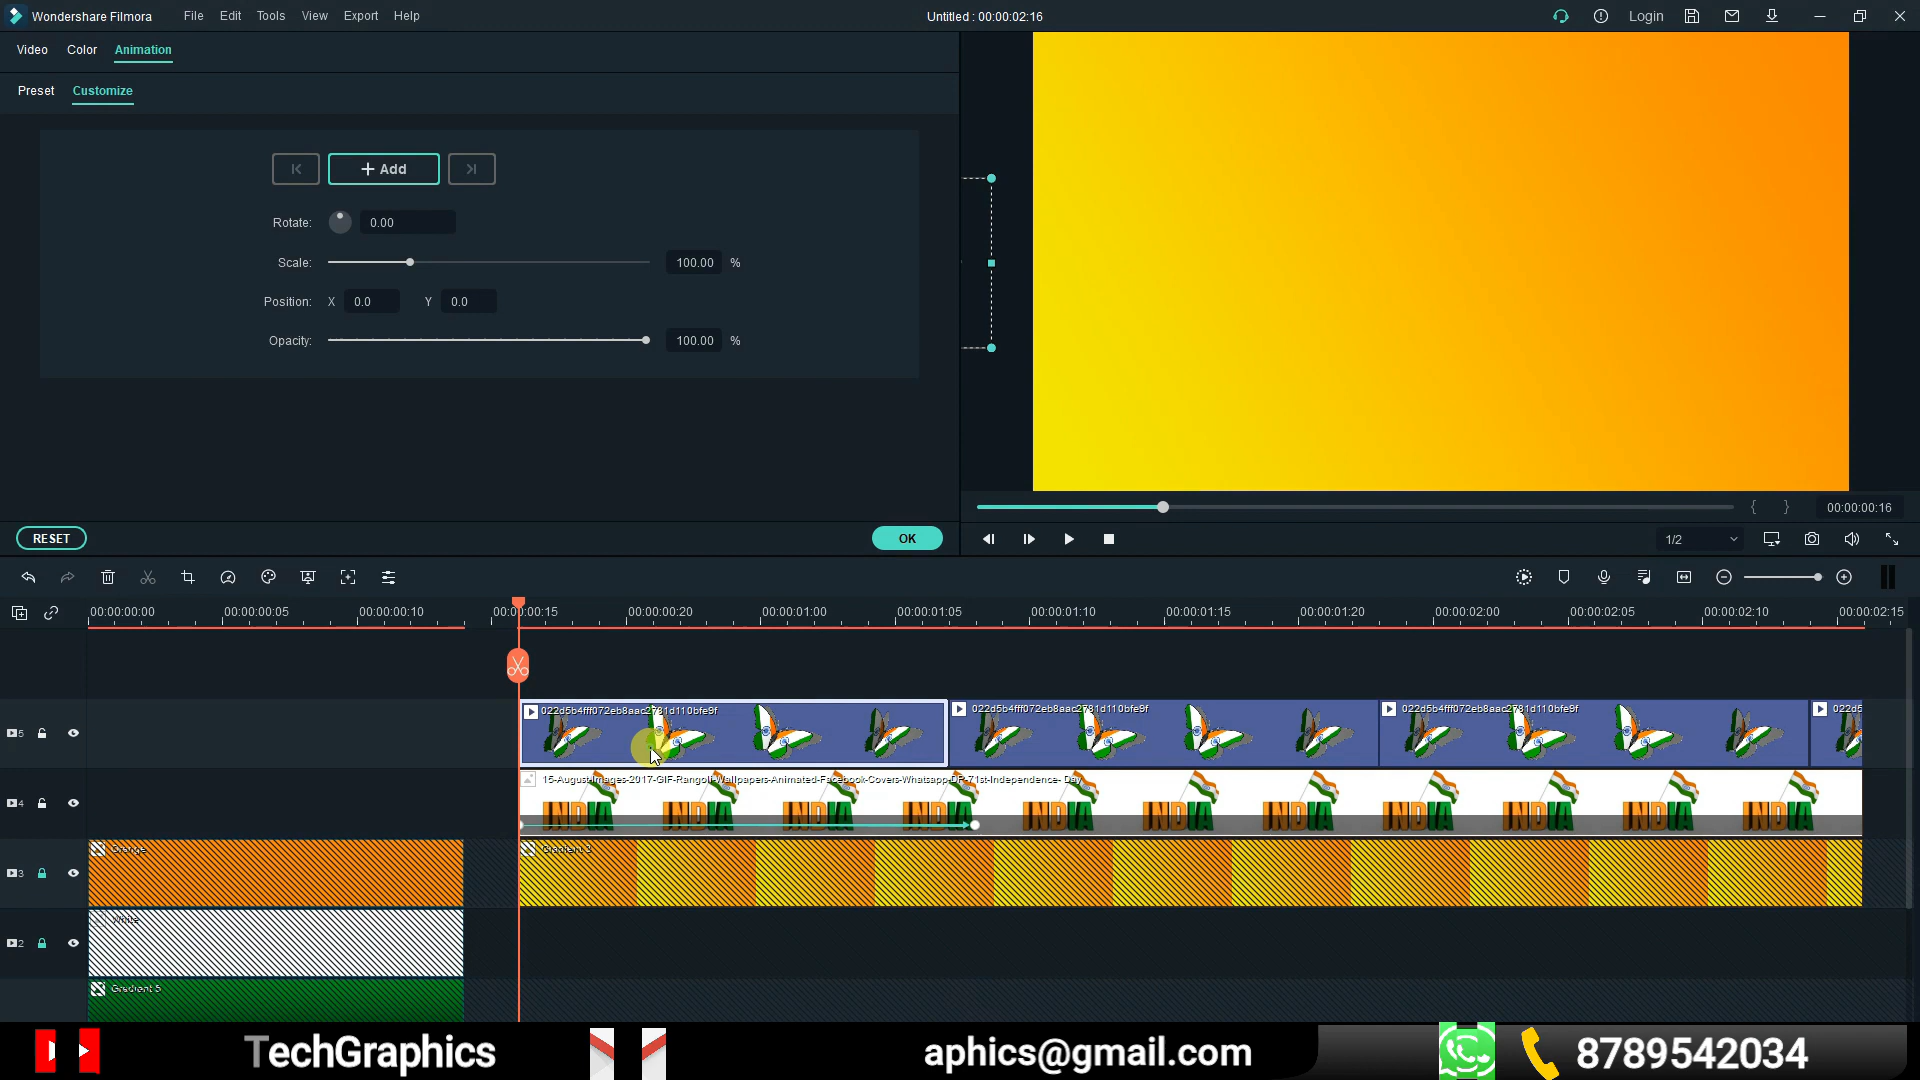 Wondershare Filmora File Edit Tools View Export Help Untitled : 00:00:02:16 Login
Video Color Animation
Preset Customize
+ Add
Rotate: 0.00
Scale: 100.00 %
Position: X 0.0 Y 0.0
Opacity: 100.00 %
{ } 00:00:00:16
RESET OK 1/2
00:00:00:00 00:00:00:05 00:00:00:10 00:00:00:15 00:00:00:20 00:00:01:00 00:00:01:05 00:00:01:10 00:00:01:15 00:00:01:20 00:00:02:00 00:00:02:05 00:00:02:10 00:00:02:15
5 022d5b4fff072eb8aac2781d110bfe9f 022d5b4fff072eb8aac2781d110bfe9f 022d5b4fff072eb8aac2781d110bfe9f 022d5
4 15-August-Images-2017-GIF-Rangoli-Wallpapers-Animated-Facebook-Covers-Whatsapp-DP-71st-Independence- Day
INDIA INDIA INDIA INDIA INDIA INDIA INDIA INDIA INDIA INDIA INDIA
3 Orange Gradient 2
2 White
Gradient 5
TechGraphics aphics@gmail.com 8789542034